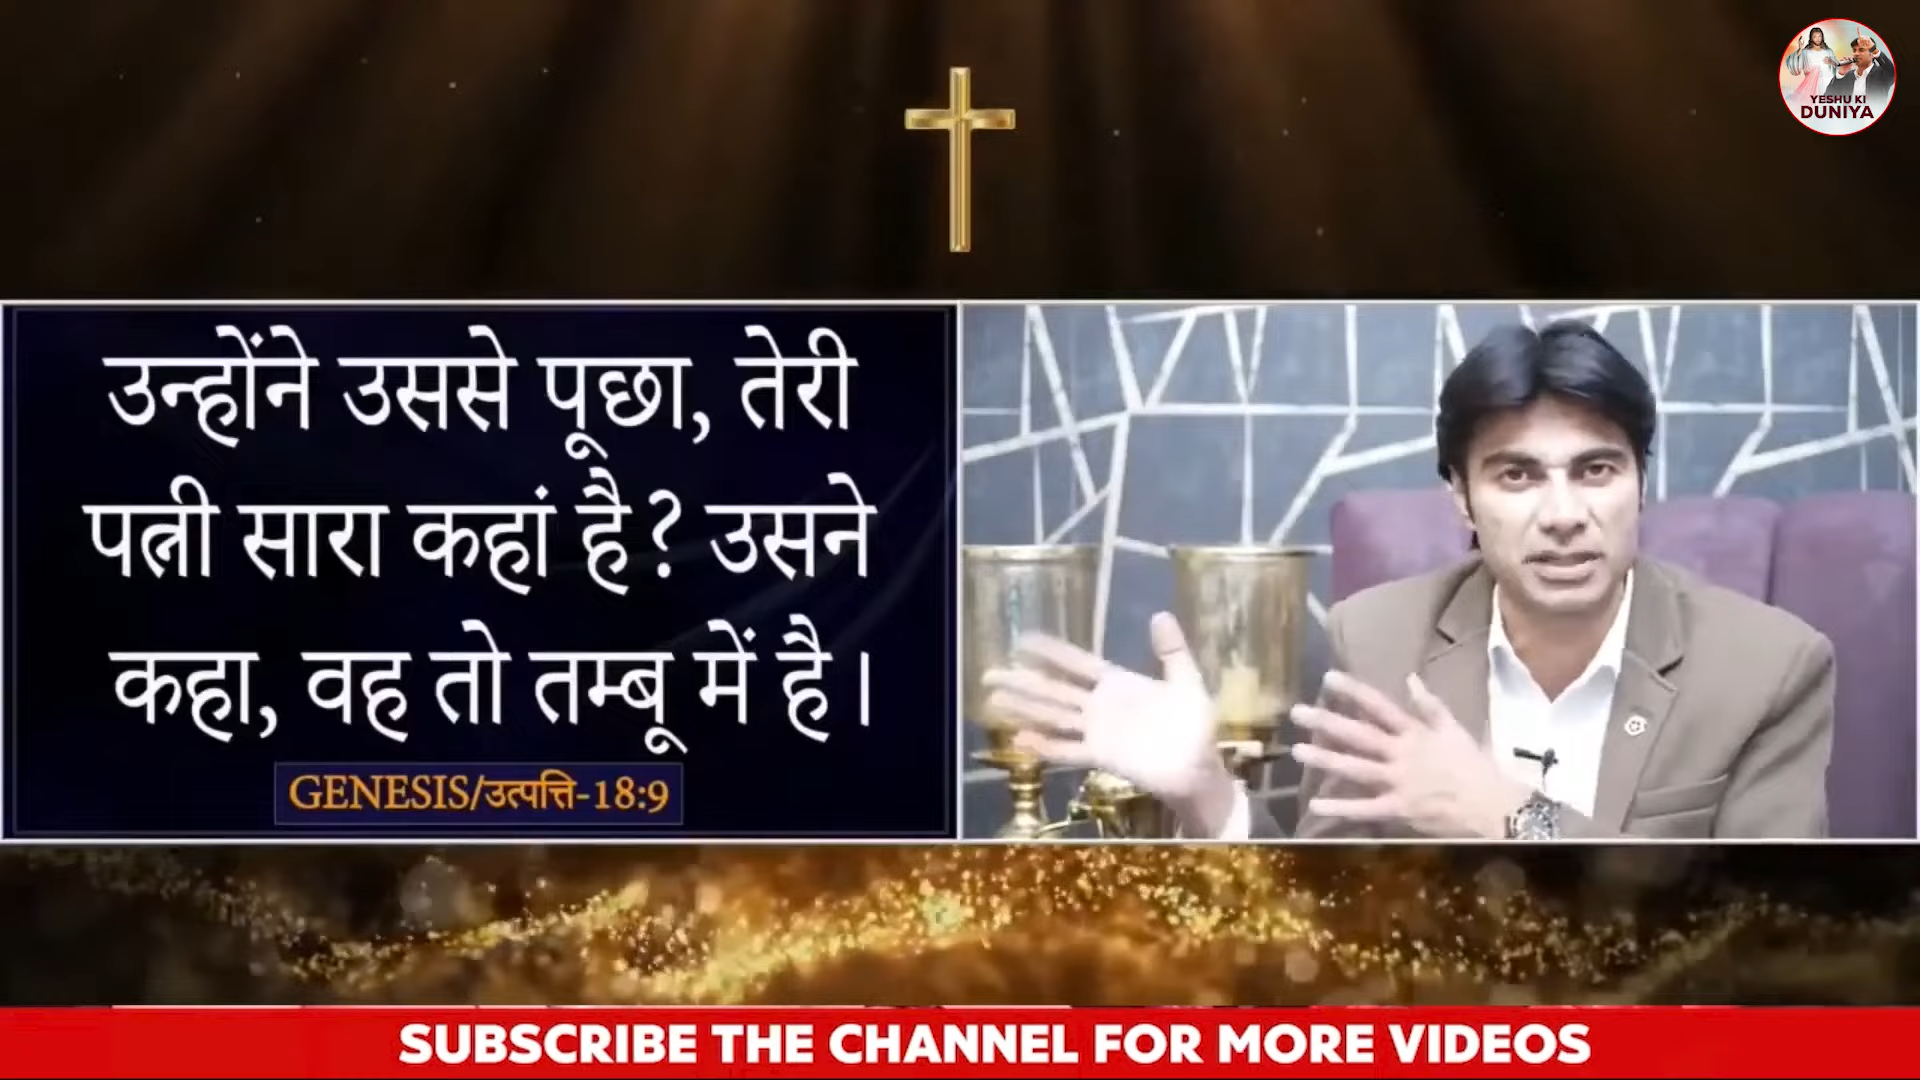 YESHU KI
DUNIYA
उन्होंने उससे पूछा, तेरी
पत्नी सारा कहां है? उसने
कहा, वह तो तम्बू में है।
GENESIS/उत्पत्ति-18:9
SUBSCRIBE THE CHANNEL FOR MORE VIDEOS